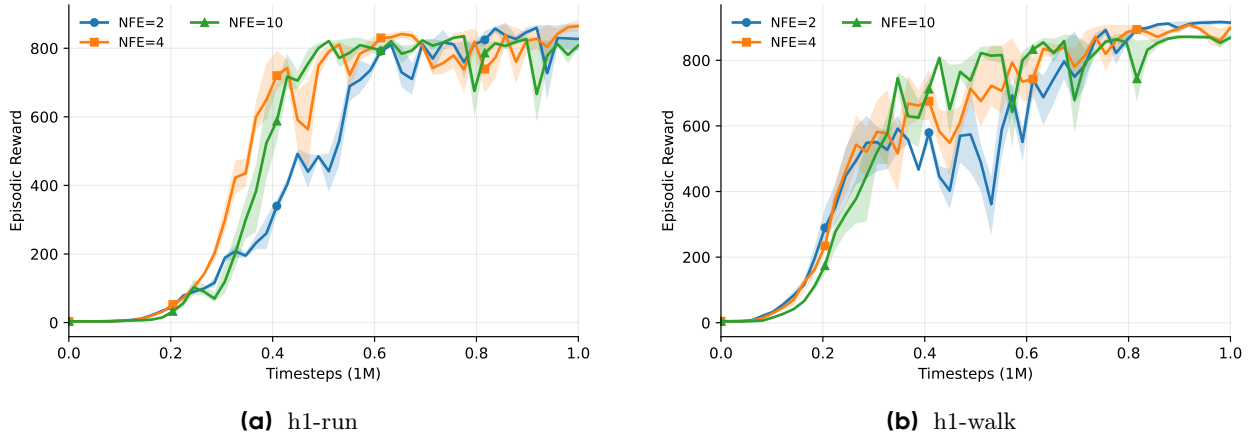 NFE=2
NFE=4
NFE=10
Episodic Reward
800
600
400
200
0
0.0 0.2 0.4 0.6 0.8 1.0
Timesteps (1M)
(a) h1-run
NFE=2
NFE=4
NFE=10
Episodic Reward
800
600
400
200
0
0.0 0.2 0.4 0.6 0.8 1.0
Timesteps (1M)
(b) h1-walk